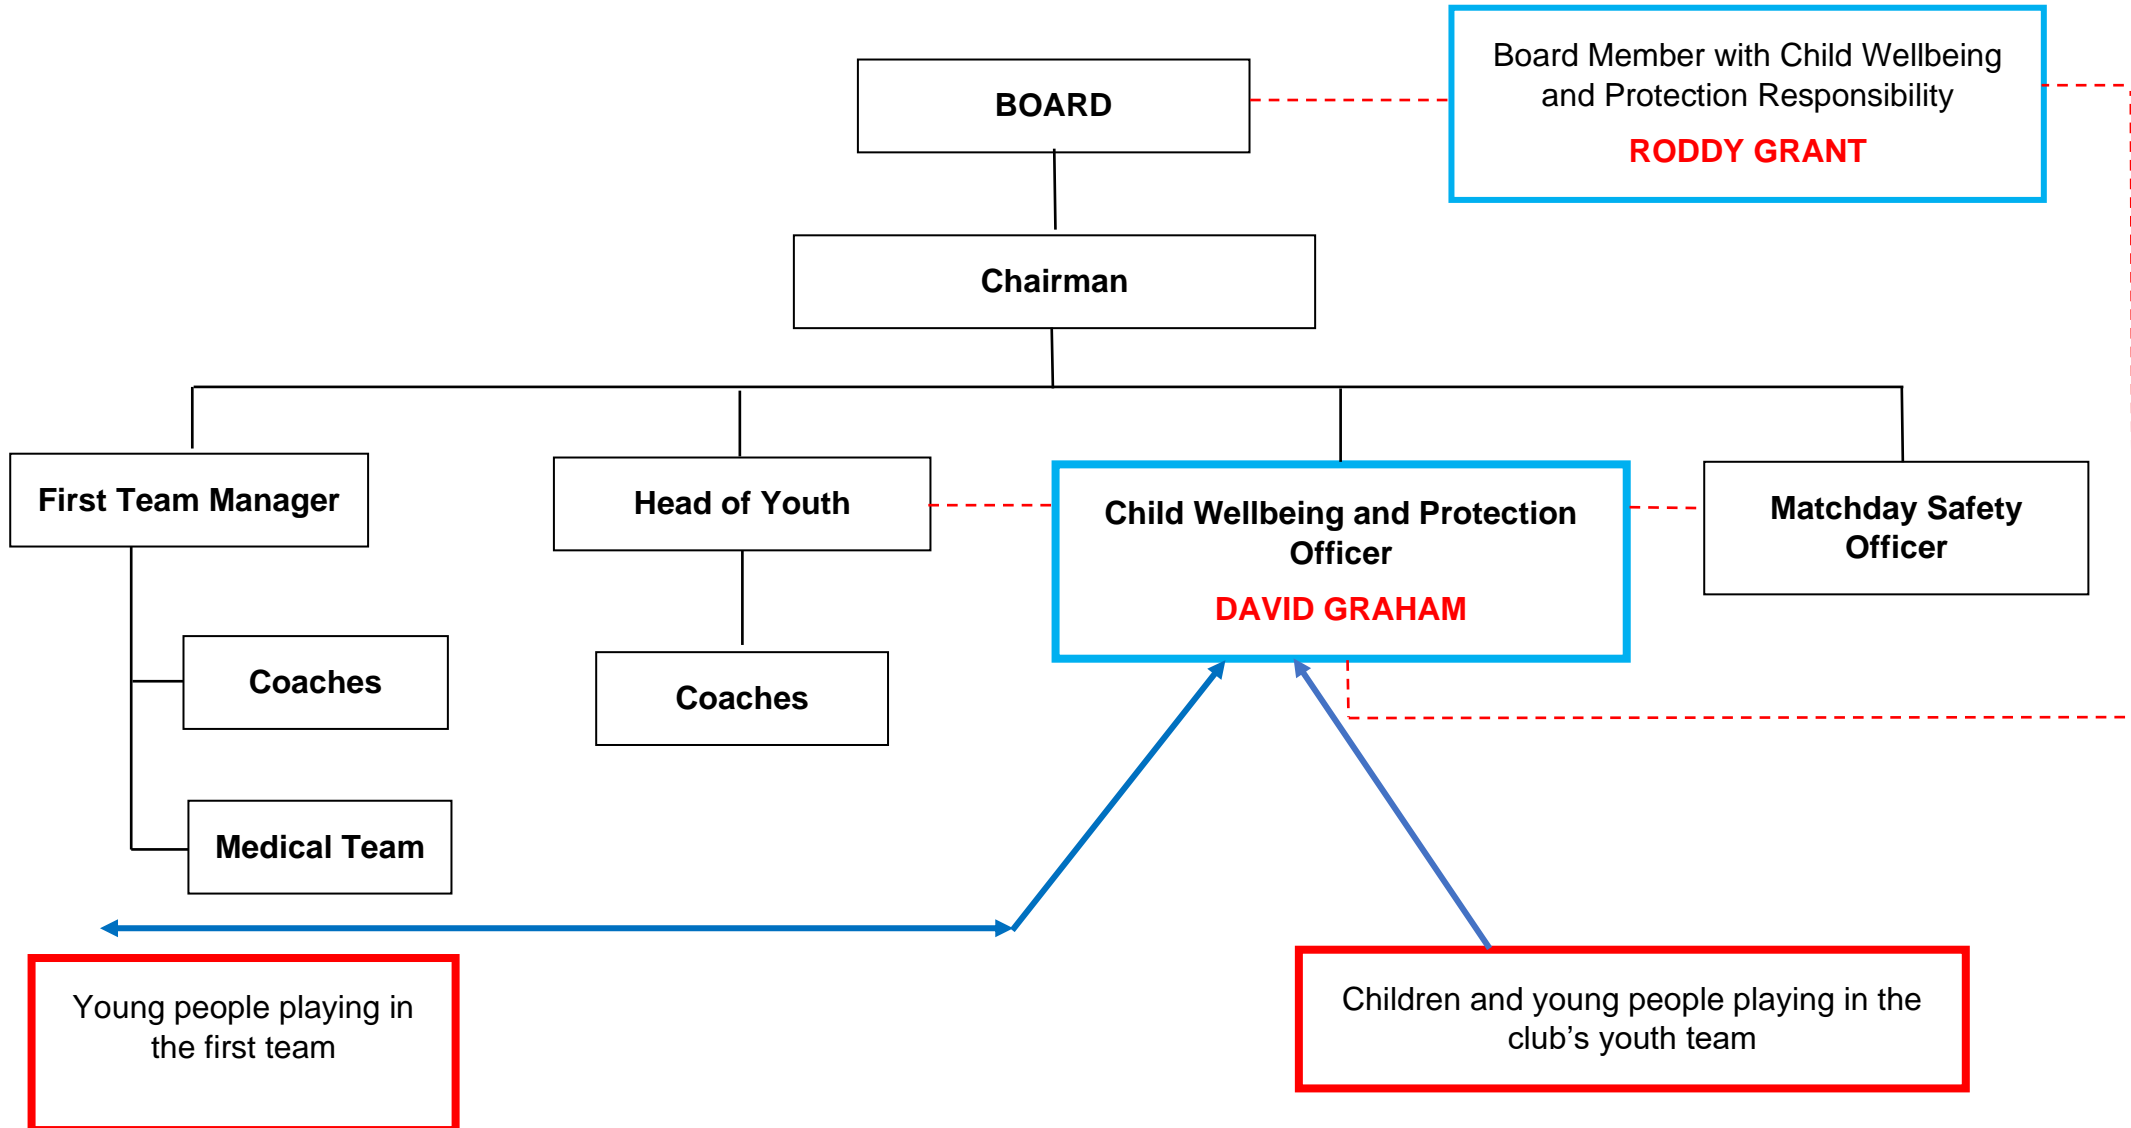 Board Member with Child Wellbeing
and Protection Responsibility
RODDY GRANT
BOARD
Chairman
First Team Manager
Head of Youth
Child Wellbeing and Protection
Officer
DAVID GRAHAM
Matchday Safety
Officer
Coaches
Coaches
Medical Team
Young people playing in
the first team
Children and young people playing in the
club’s youth team